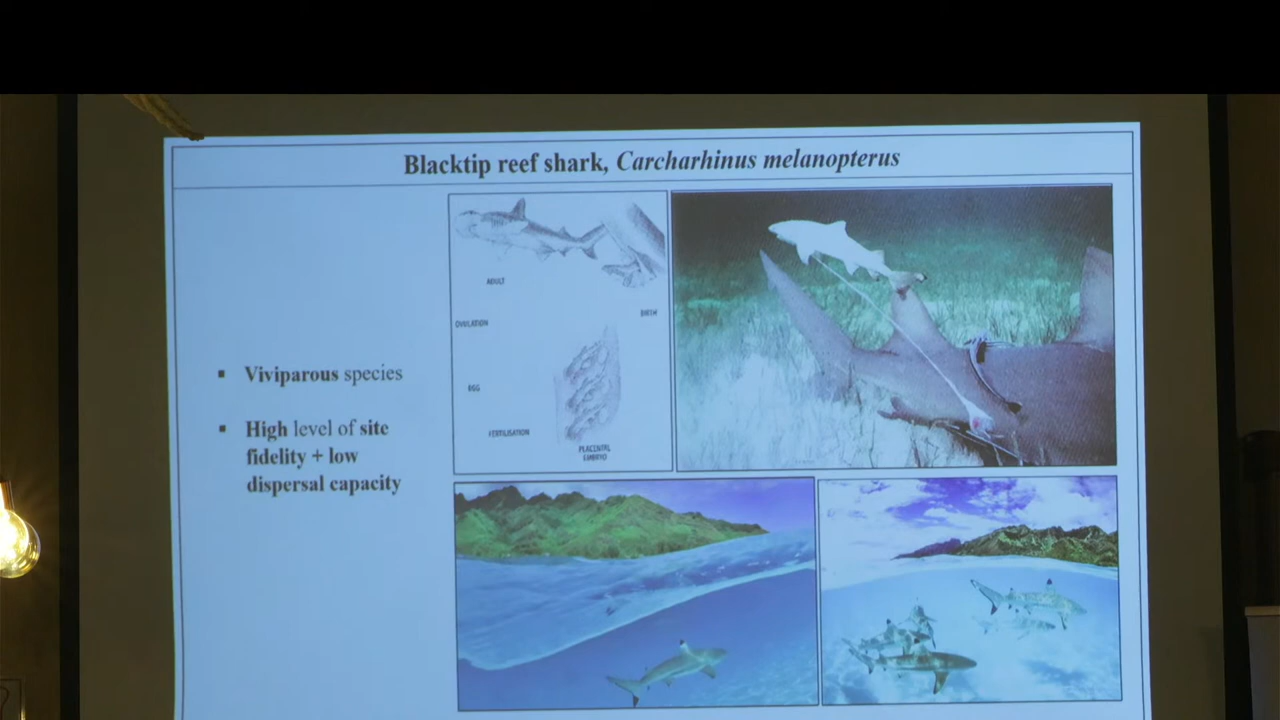 Blacktip reef shark, Carcharhinus melanopterus
▪ Viviparous species
▪ High level of site
fidelity + low
dispersal capacity
ADULT
BIRTH
OVULATION
EGG
FERTILISATION
PLACENTAL
EMBRYO